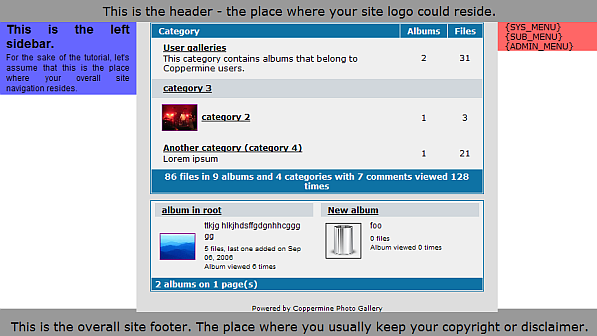 This is the header - the place where your site logo could reside.
This is the left
sidebar.
For the sake of the tutorial, let's
assume that this is the place
where your overall site
navigation resides.
Category Albums Files
User galleries
This category contains albums that belong to
Coppermine users.
2 31
category 3
category 2 1 3
Another category (category 4)
Lorem ipsum
1 21
86 files in 9 albums and 4 categories with 7 comments viewed 128
times
album in root
ttkjg hlkjhdsffgdgnhhcggg
gg
5 files, last one added on Sep
06, 2006
Album viewed 6 times
New album
foo
0 files
Album viewed 0 times
2 albums on 1 page(s)
Powered by Coppermine Photo Gallery
{SYS_MENU}
{SUB_MENU}
{ADMIN_MENU}
This is the overall site footer. The place where you usually keep your copyright or disclaimer.